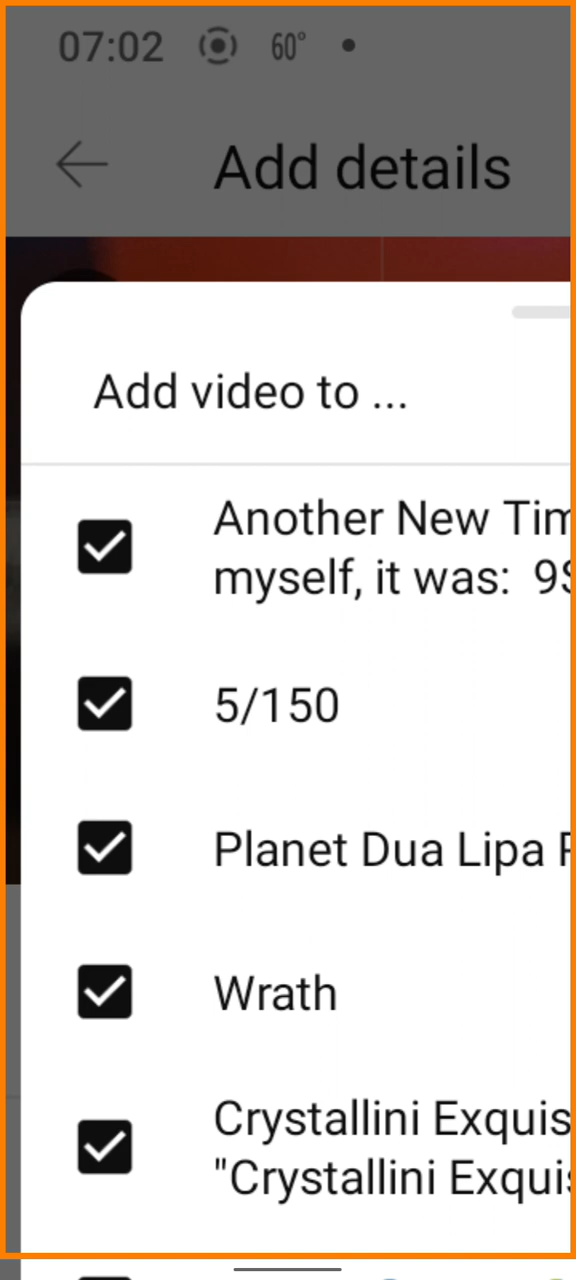 07:02 60°
Add details
Add video to ...
Another New Tim
myself, it was: 9
5/150
Planet Dua Lipa
Wrath
Crystallini Exquis
"Crystallini Exqui